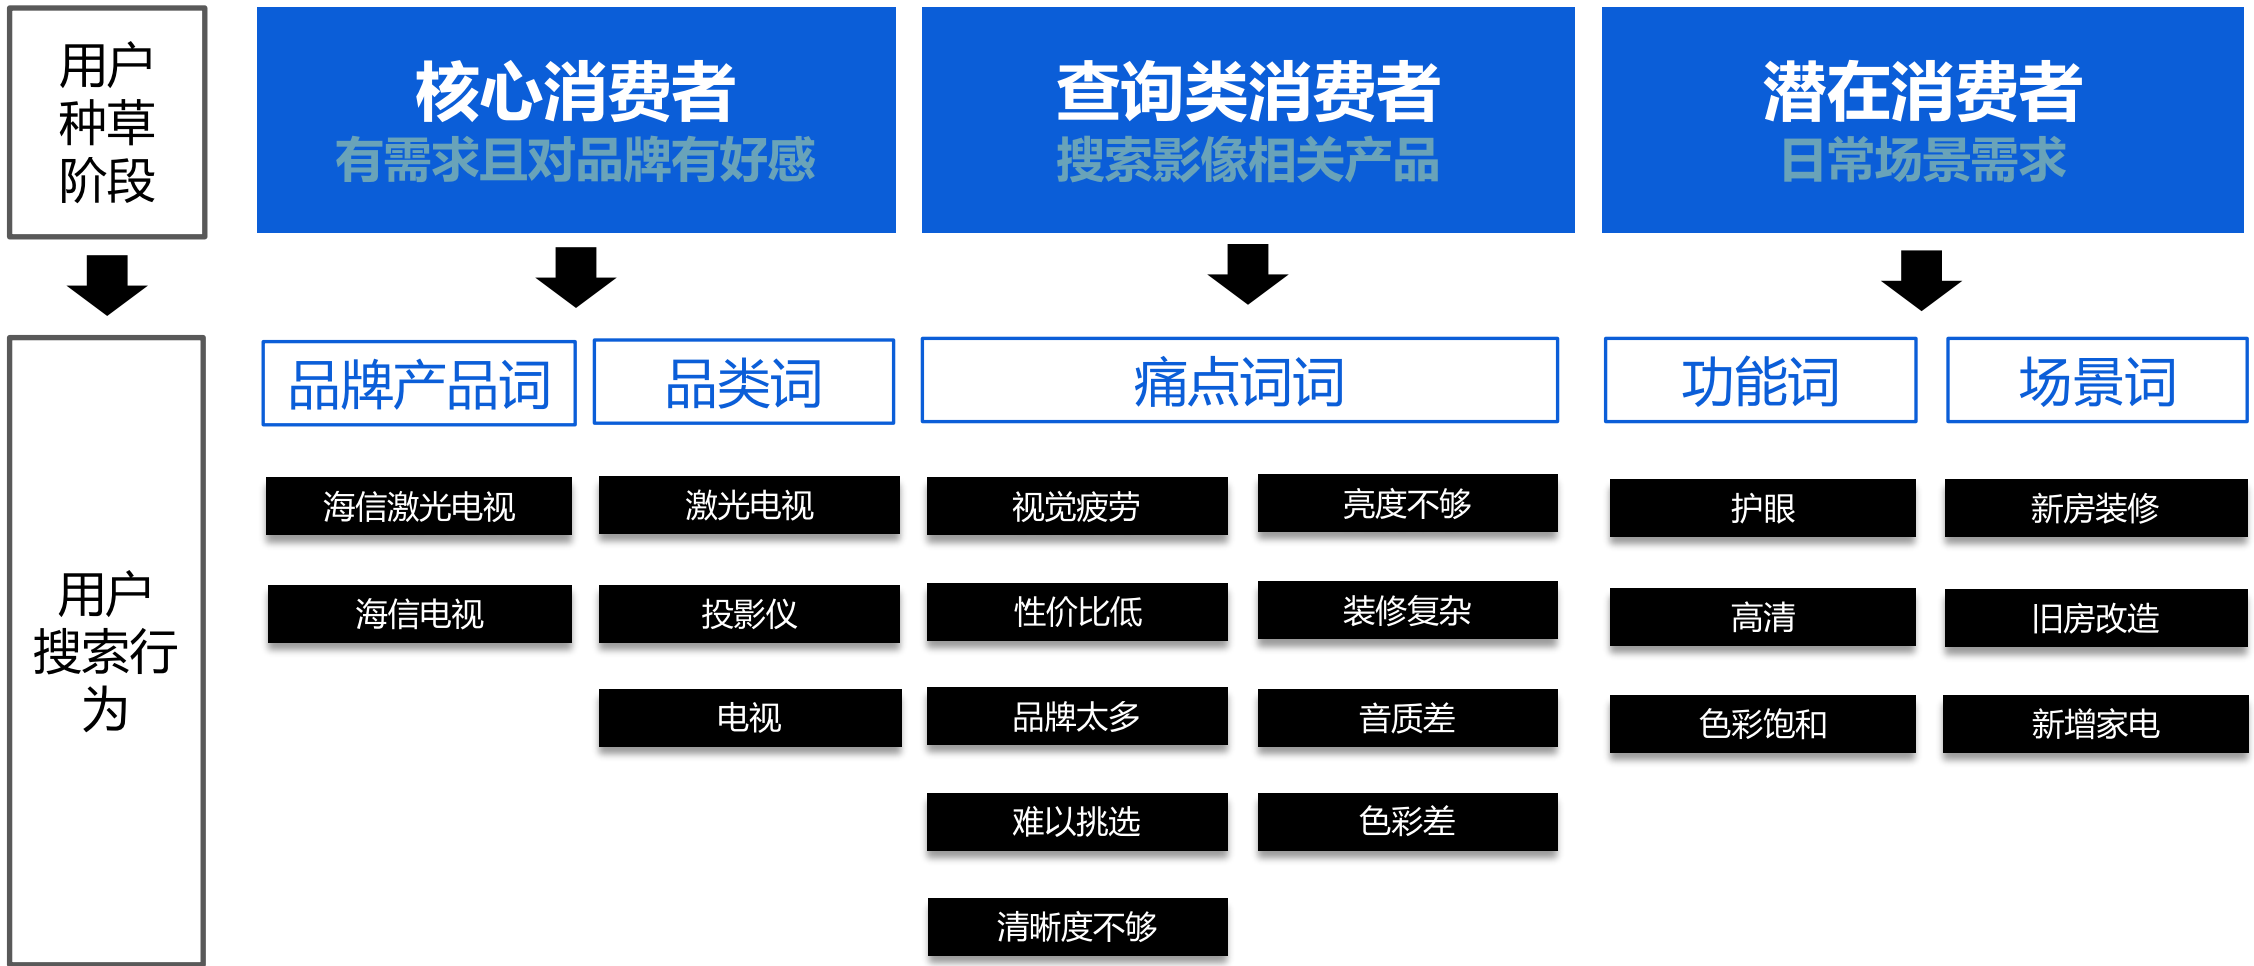 用户
种草
阶段
核心消费者
有需求且对品牌有好感
查询类消费者
搜索影像相关产品
潜在消费者
日常场景需求
用户
搜索行
为
品牌产品词
品类词
痛点词词
功能词
场景词
海信激光电视
激光电视
视觉疲劳
亮度不够
护眼
新房装修
海信电视
投影仪
性价比低
装修复杂
高清
旧房改造
电视
品牌太多
音质差
色彩饱和
新增家电
难以挑选
色彩差
清晰度不够